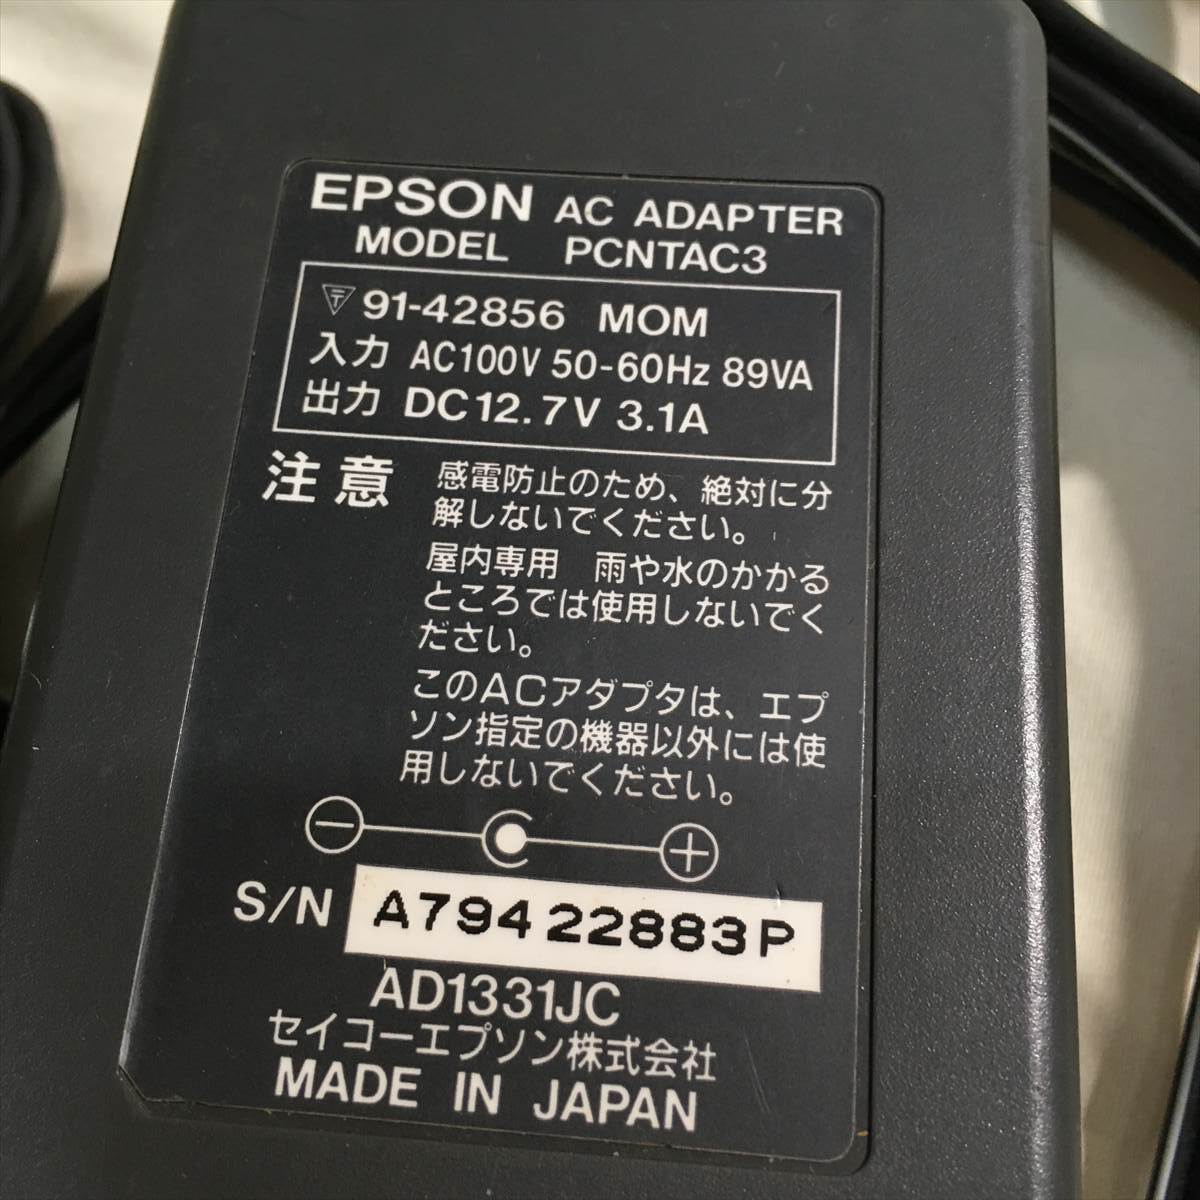 EPSON AC ADAPTER
MODEL PCNTAC3
〒 91-42856 MOM
入力 AC100V 50-60Hz 89VA
出力 DC12.7V 3.1A
注意 感電防止のため、絶対に分
解しないでください。
屋内専用 雨や水のかかる
ところでは使用しないでく
ださい。
このACアダプタは、エプ
ソン指定の機器以外には使
用しないでください。
S/N A79422883P
AD1331JC
セイコーエプソン株式会社
MADE IN JAPAN